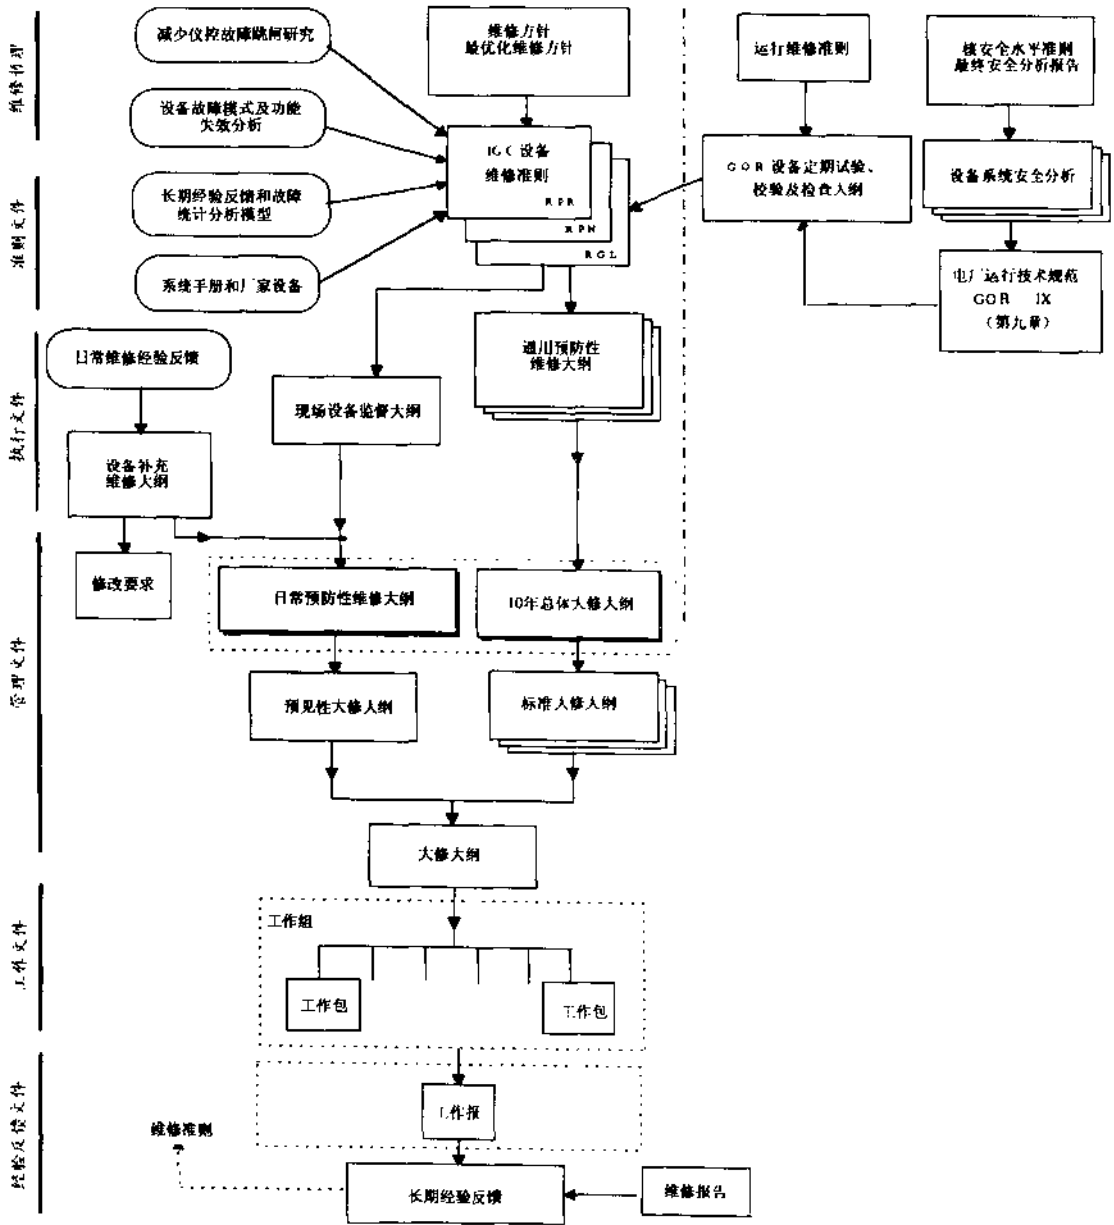 维修管理
减少仪控故障跳闸研究
维修方针
最优化维修方针
运行维修准则
核安全水平准则
最终安全分析报告
设备故障模式及功能
失效分析
IGC 设备
维修准则
RPR
RPN
RGL
GOR 设备定期试验、
校验及检查大纲
设备系统安全分析
准则文件
长期经验反馈和故障
统计分析模型
系统手册和厂家设备
电厂运行技术规范
GOR IX
(第九章)
执行文件
日常维修经验反馈
通用预防性
维修大纲
现场设备监督大纲
设备补充
维修大纲
管理文件
修改要求
日常预防性维修大纲
10年总体大修大纲
预见性大修大纲
标准大修大纲
大修大纲
工作文件
工作组
工作包
工作包
经验反馈文件
工作报
维修准则
长期经验反馈
维修报告